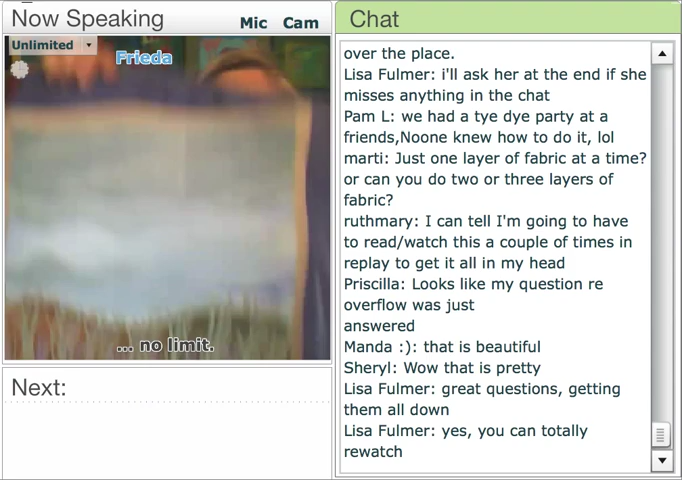 Now Speaking
Mic
Cam
Unlimited
Frieda
... no limit.
Next:
Chat
over the place.
Lisa Fulmer: i'll ask her at the end if she
misses anything in the chat
Pam L: we had a tye dye party at a
friends,Noone knew how to do it, lol
marti: Just one layer of fabric at a time?
or can you do two or three layers of
fabric?
ruthmary: I can tell I'm going to have
to read/watch this a couple of times in
replay to get it all in my head
Priscilla: Looks like my question re
overflow was just
answered
Manda :): that is beautiful
Sheryl: Wow that is pretty
Lisa Fulmer: great questions, getting
them all down
Lisa Fulmer: yes, you can totally
rewatch